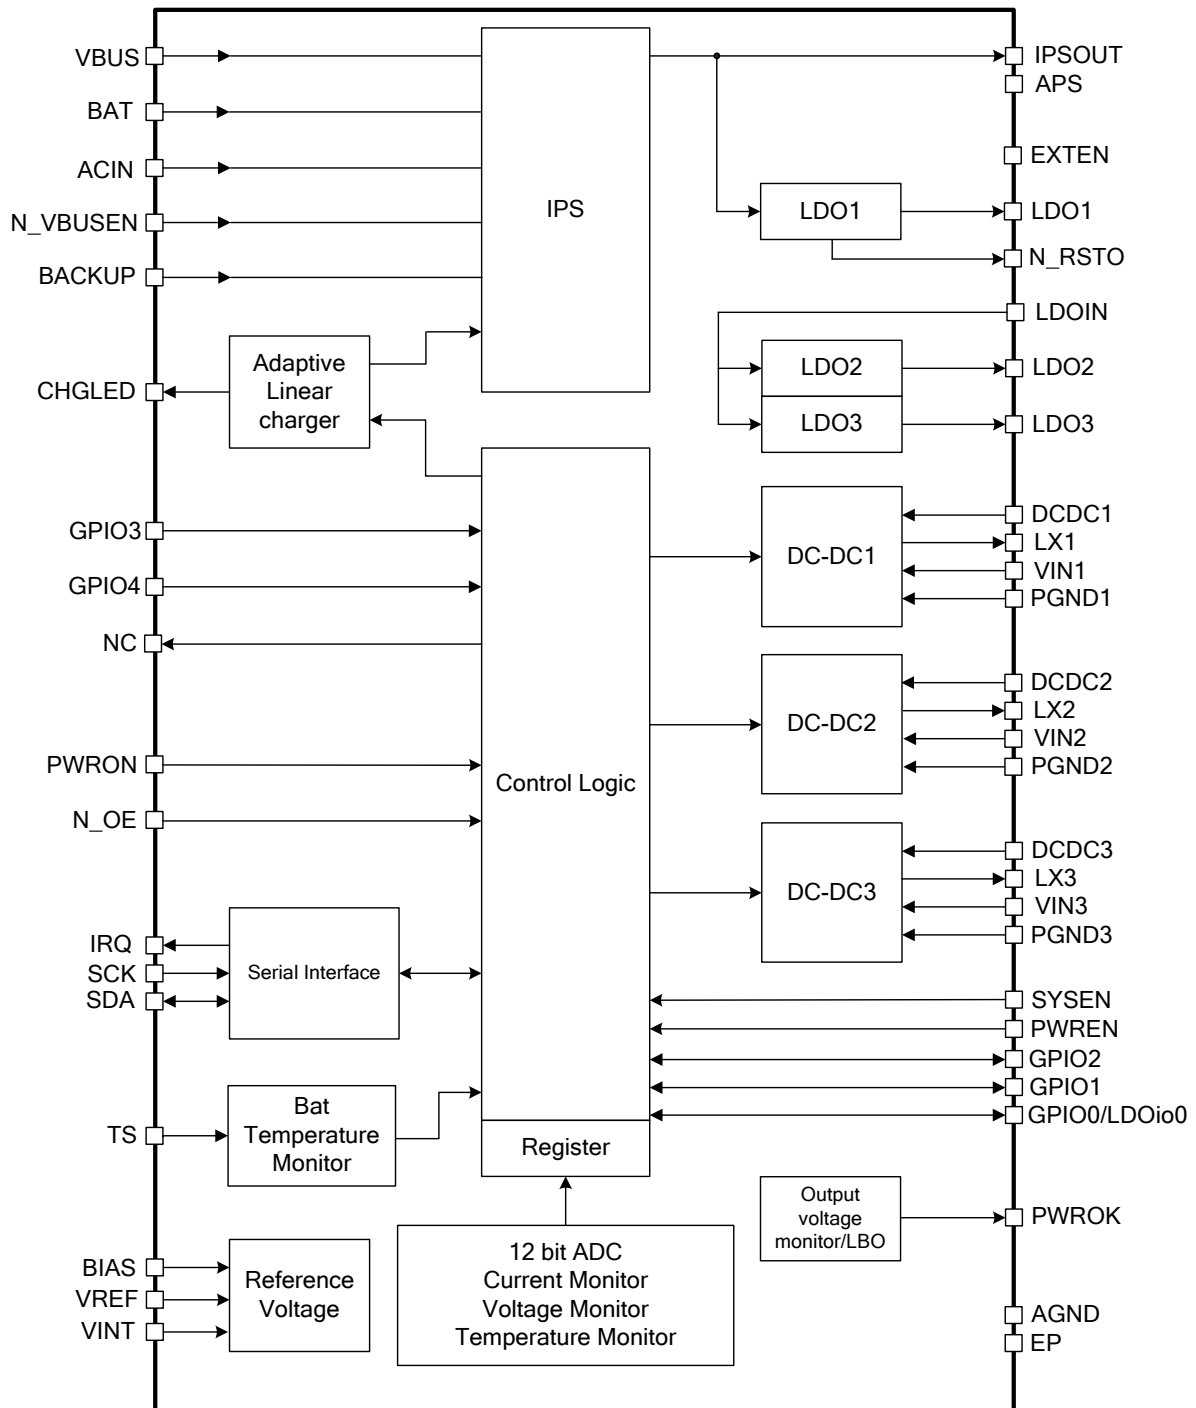 VBUS
BAT
ACIN
N_VBUSEN
BACKUP
CHGLED
GPIO3
GPIO4
NC
PWRON
N_OE
IRQ
SCK
SDA
TS
BIAS
VREF
VINT
Adaptive
Linear
charger
Serial Interface
Bat
Temperature
Monitor
Reference
Voltage
IPS
Control Logic
Register
12 bit ADC
Current Monitor
Voltage Monitor
Temperature Monitor
LDO1
LDO2
LDO3
DC-DC1
DC-DC2
DC-DC3
Output
voltage
monitor/LBO
IPSOUT
APS
EXTEN
LDO1
N_RSTO
LDOIN
LDO2
LDO3
DCDC1
LX1
VIN1
PGND1
DCDC2
LX2
VIN2
PGND2
DCDC3
LX3
VIN3
PGND3
SYSEN
PWREN
GPIO2
GPIO1
GPIO0/LDOio0
PWROK
AGND
EP